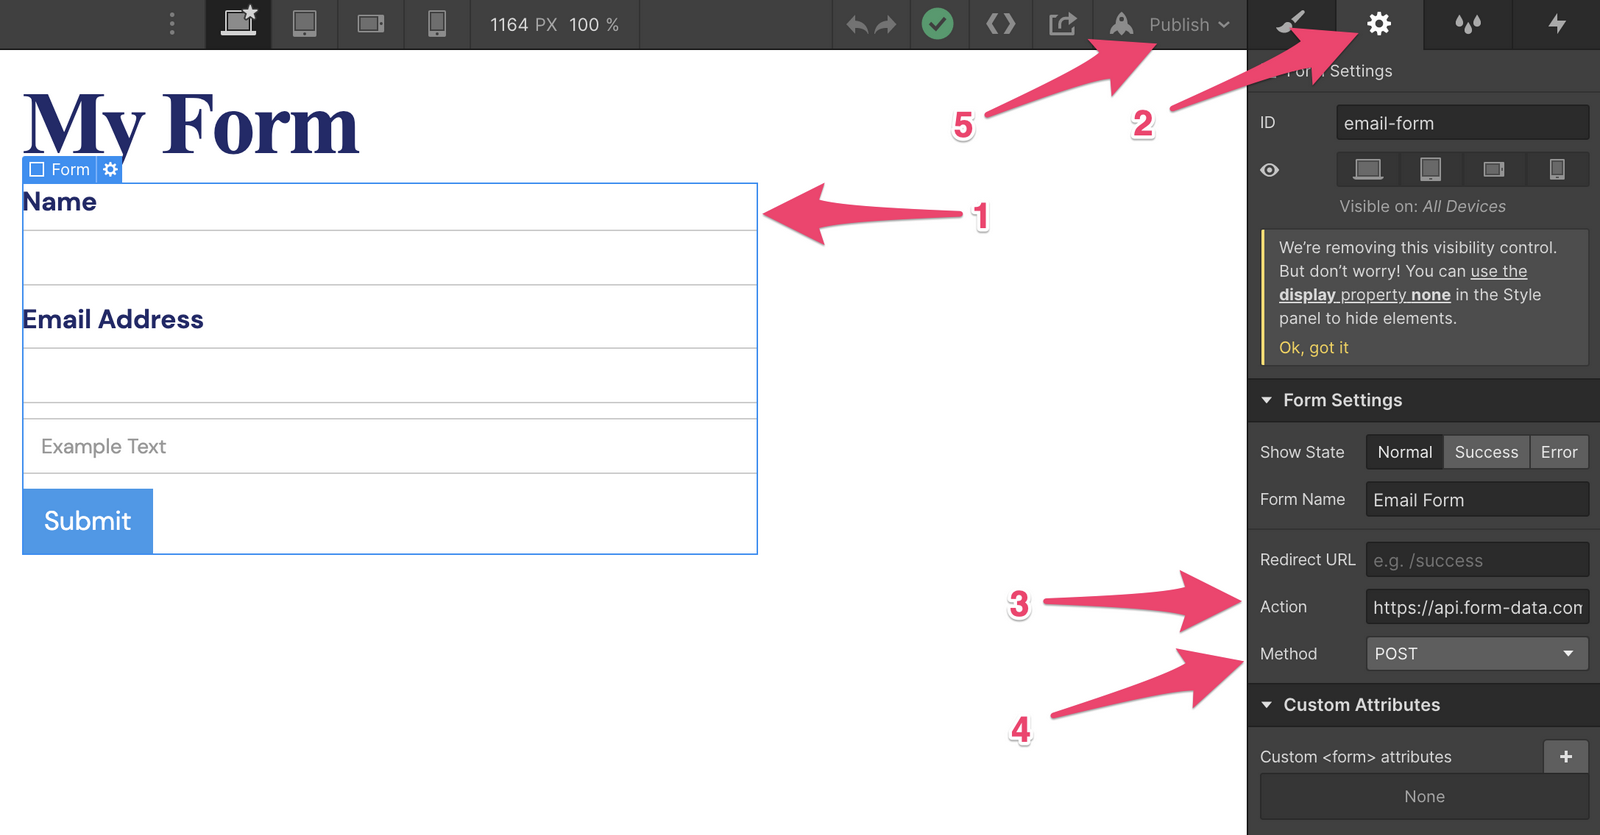 1164 PX 100 %
Publish
My Form
Form
Name
Email Address
Example Text
Submit
1
2
3
4
5
Form Settings
ID
email-form
Visible on: All Devices
We’re removing this visibility control.
But don’t worry! You can use the
display property none in the Style
panel to hide elements.
Ok, got it
Form Settings
Show State
Normal
Success
Error
Form Name
Email Form
Redirect URL
e.g. /success
Action
https://api.form-data.com
Method
POST
Custom Attributes
Custom <form> attributes
+
None